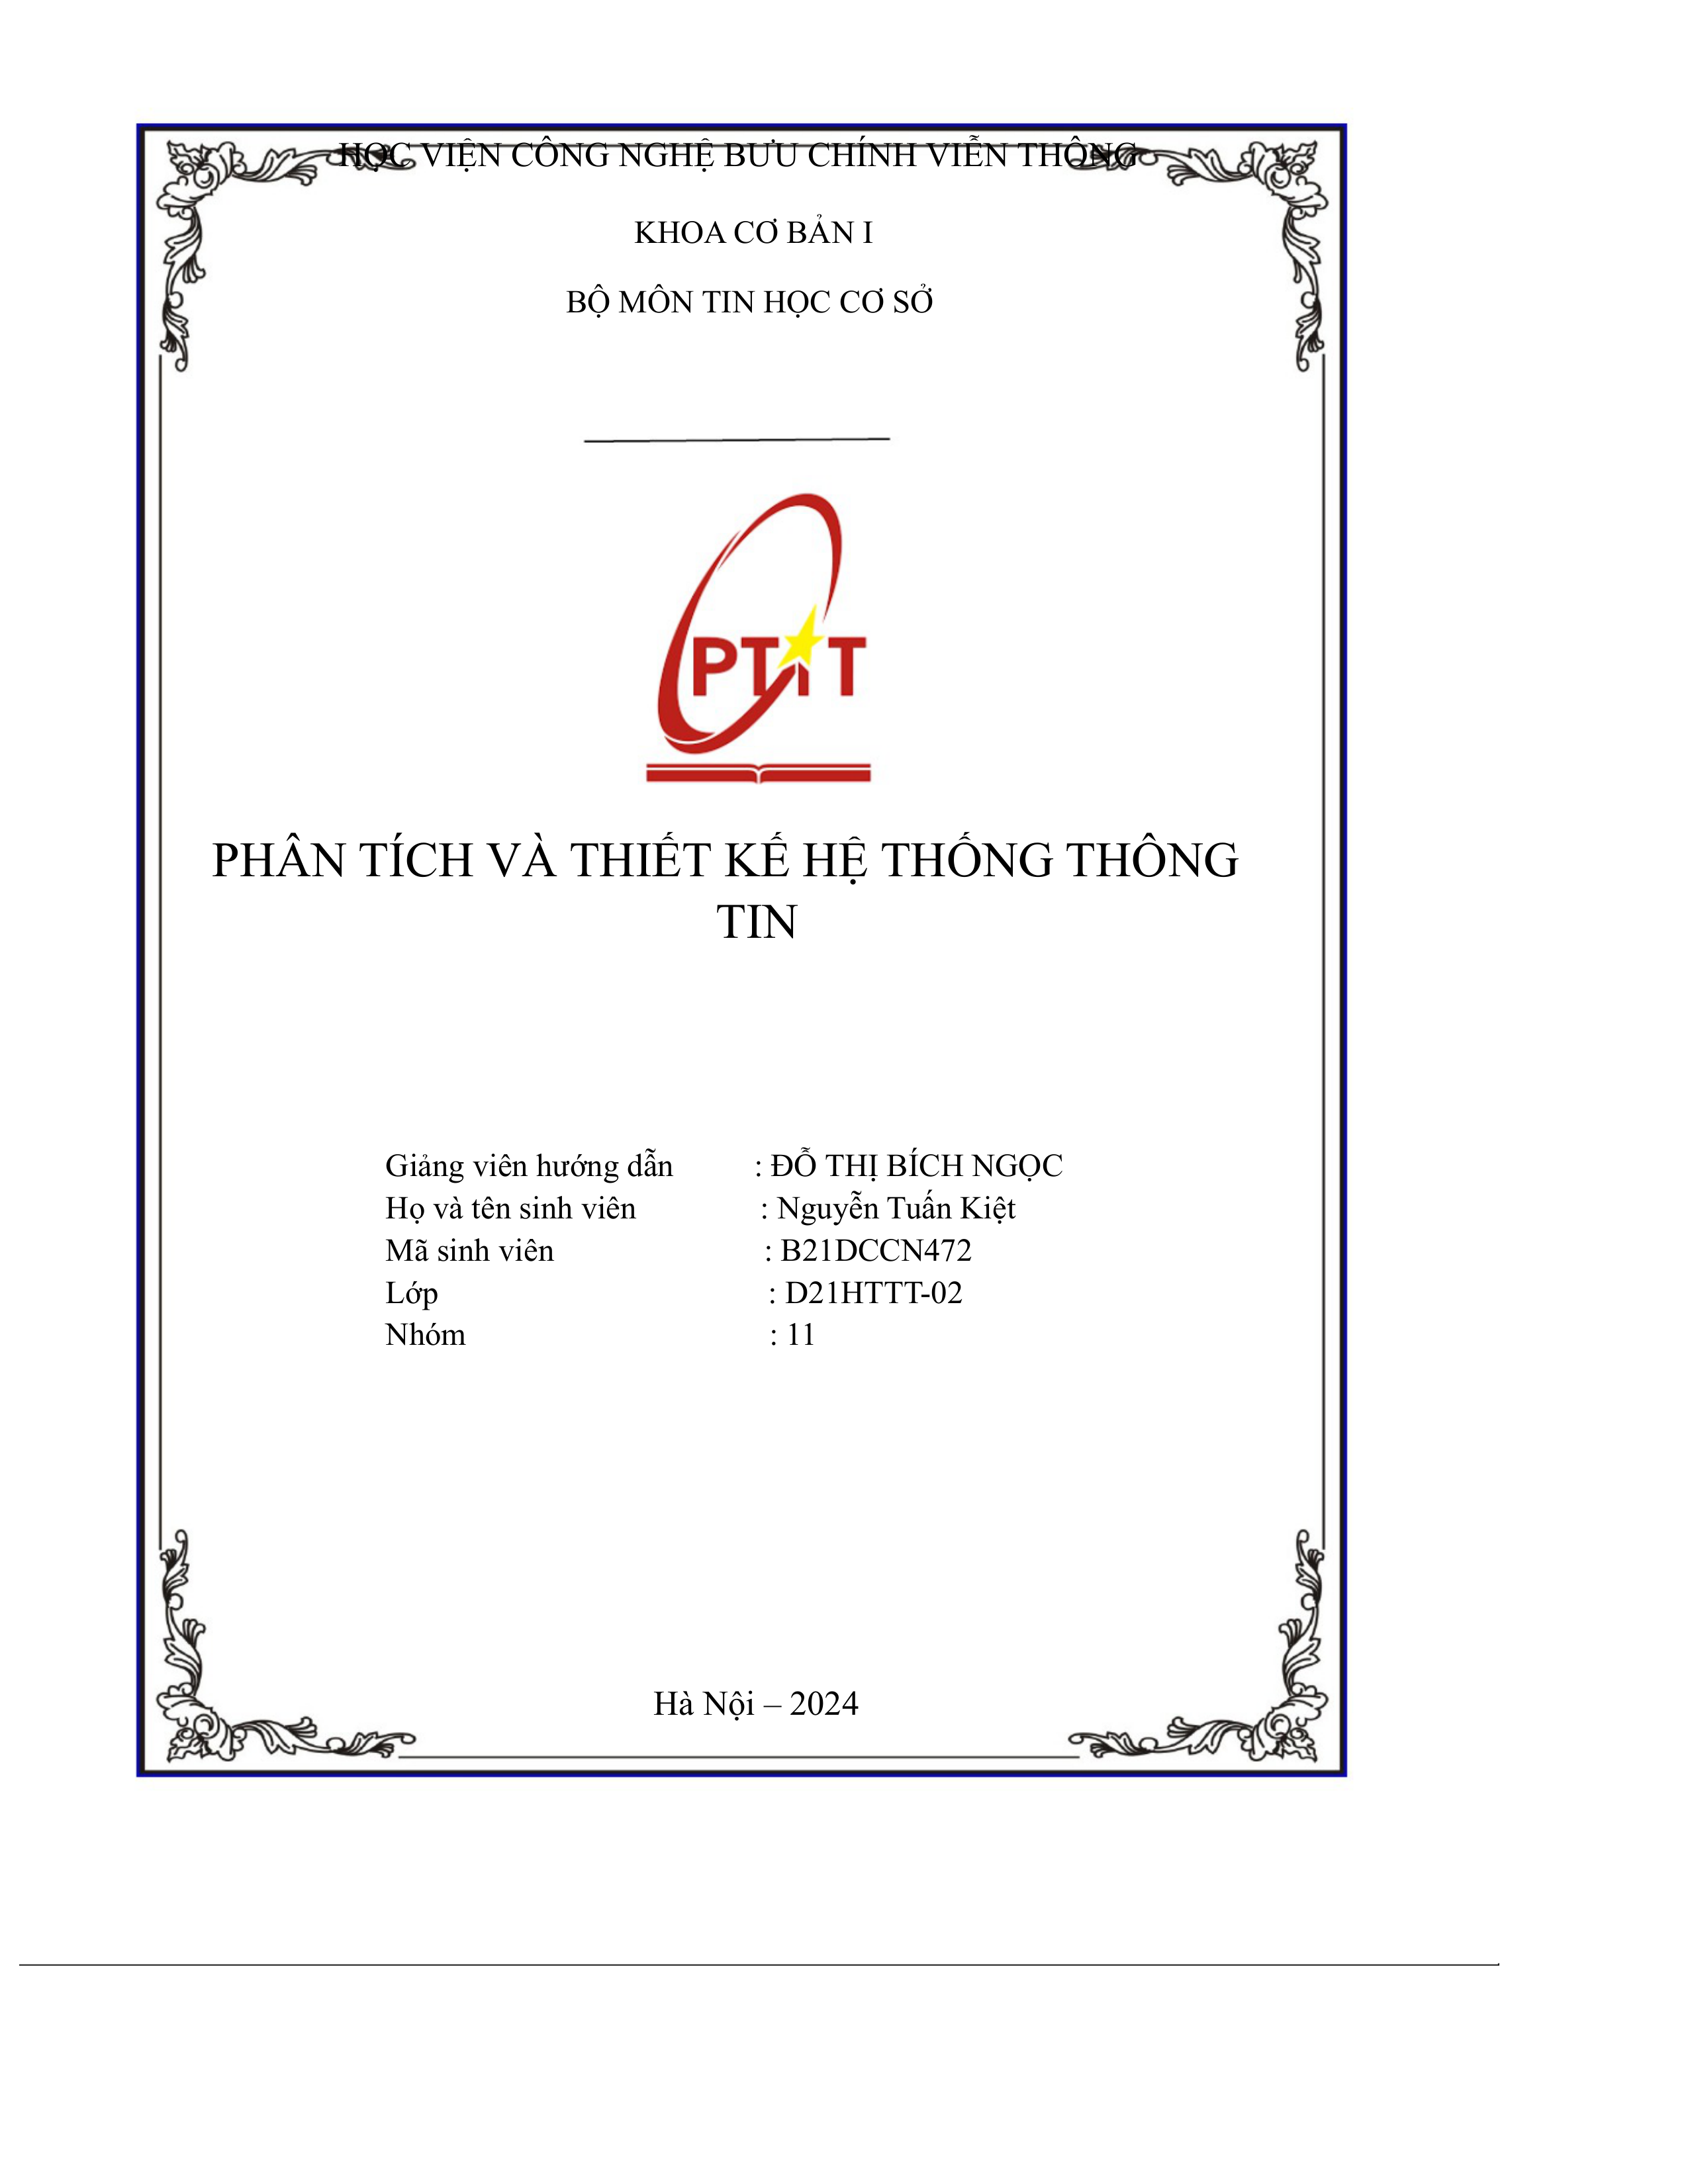 HỌC VIỆN CÔNG NGHỆ BƯU CHÍNH VIỄN THÔNG
KHOA CƠ BẢN I
BỘ MÔN TIN HỌC CƠ SỞ
PTIT
PHÂN TÍCH VÀ THIẾT KẾ HỆ THỐNG THÔNG
TIN
Giảng viên hướng dẫn : ĐỖ THỊ BÍCH NGỌC
Họ và tên sinh viên : Nguyễn Tuấn Kiệt
Mã sinh viên : B21DCCN472
Lớp : D21HTTT-02
Nhóm : 11
Hà Nội – 2024